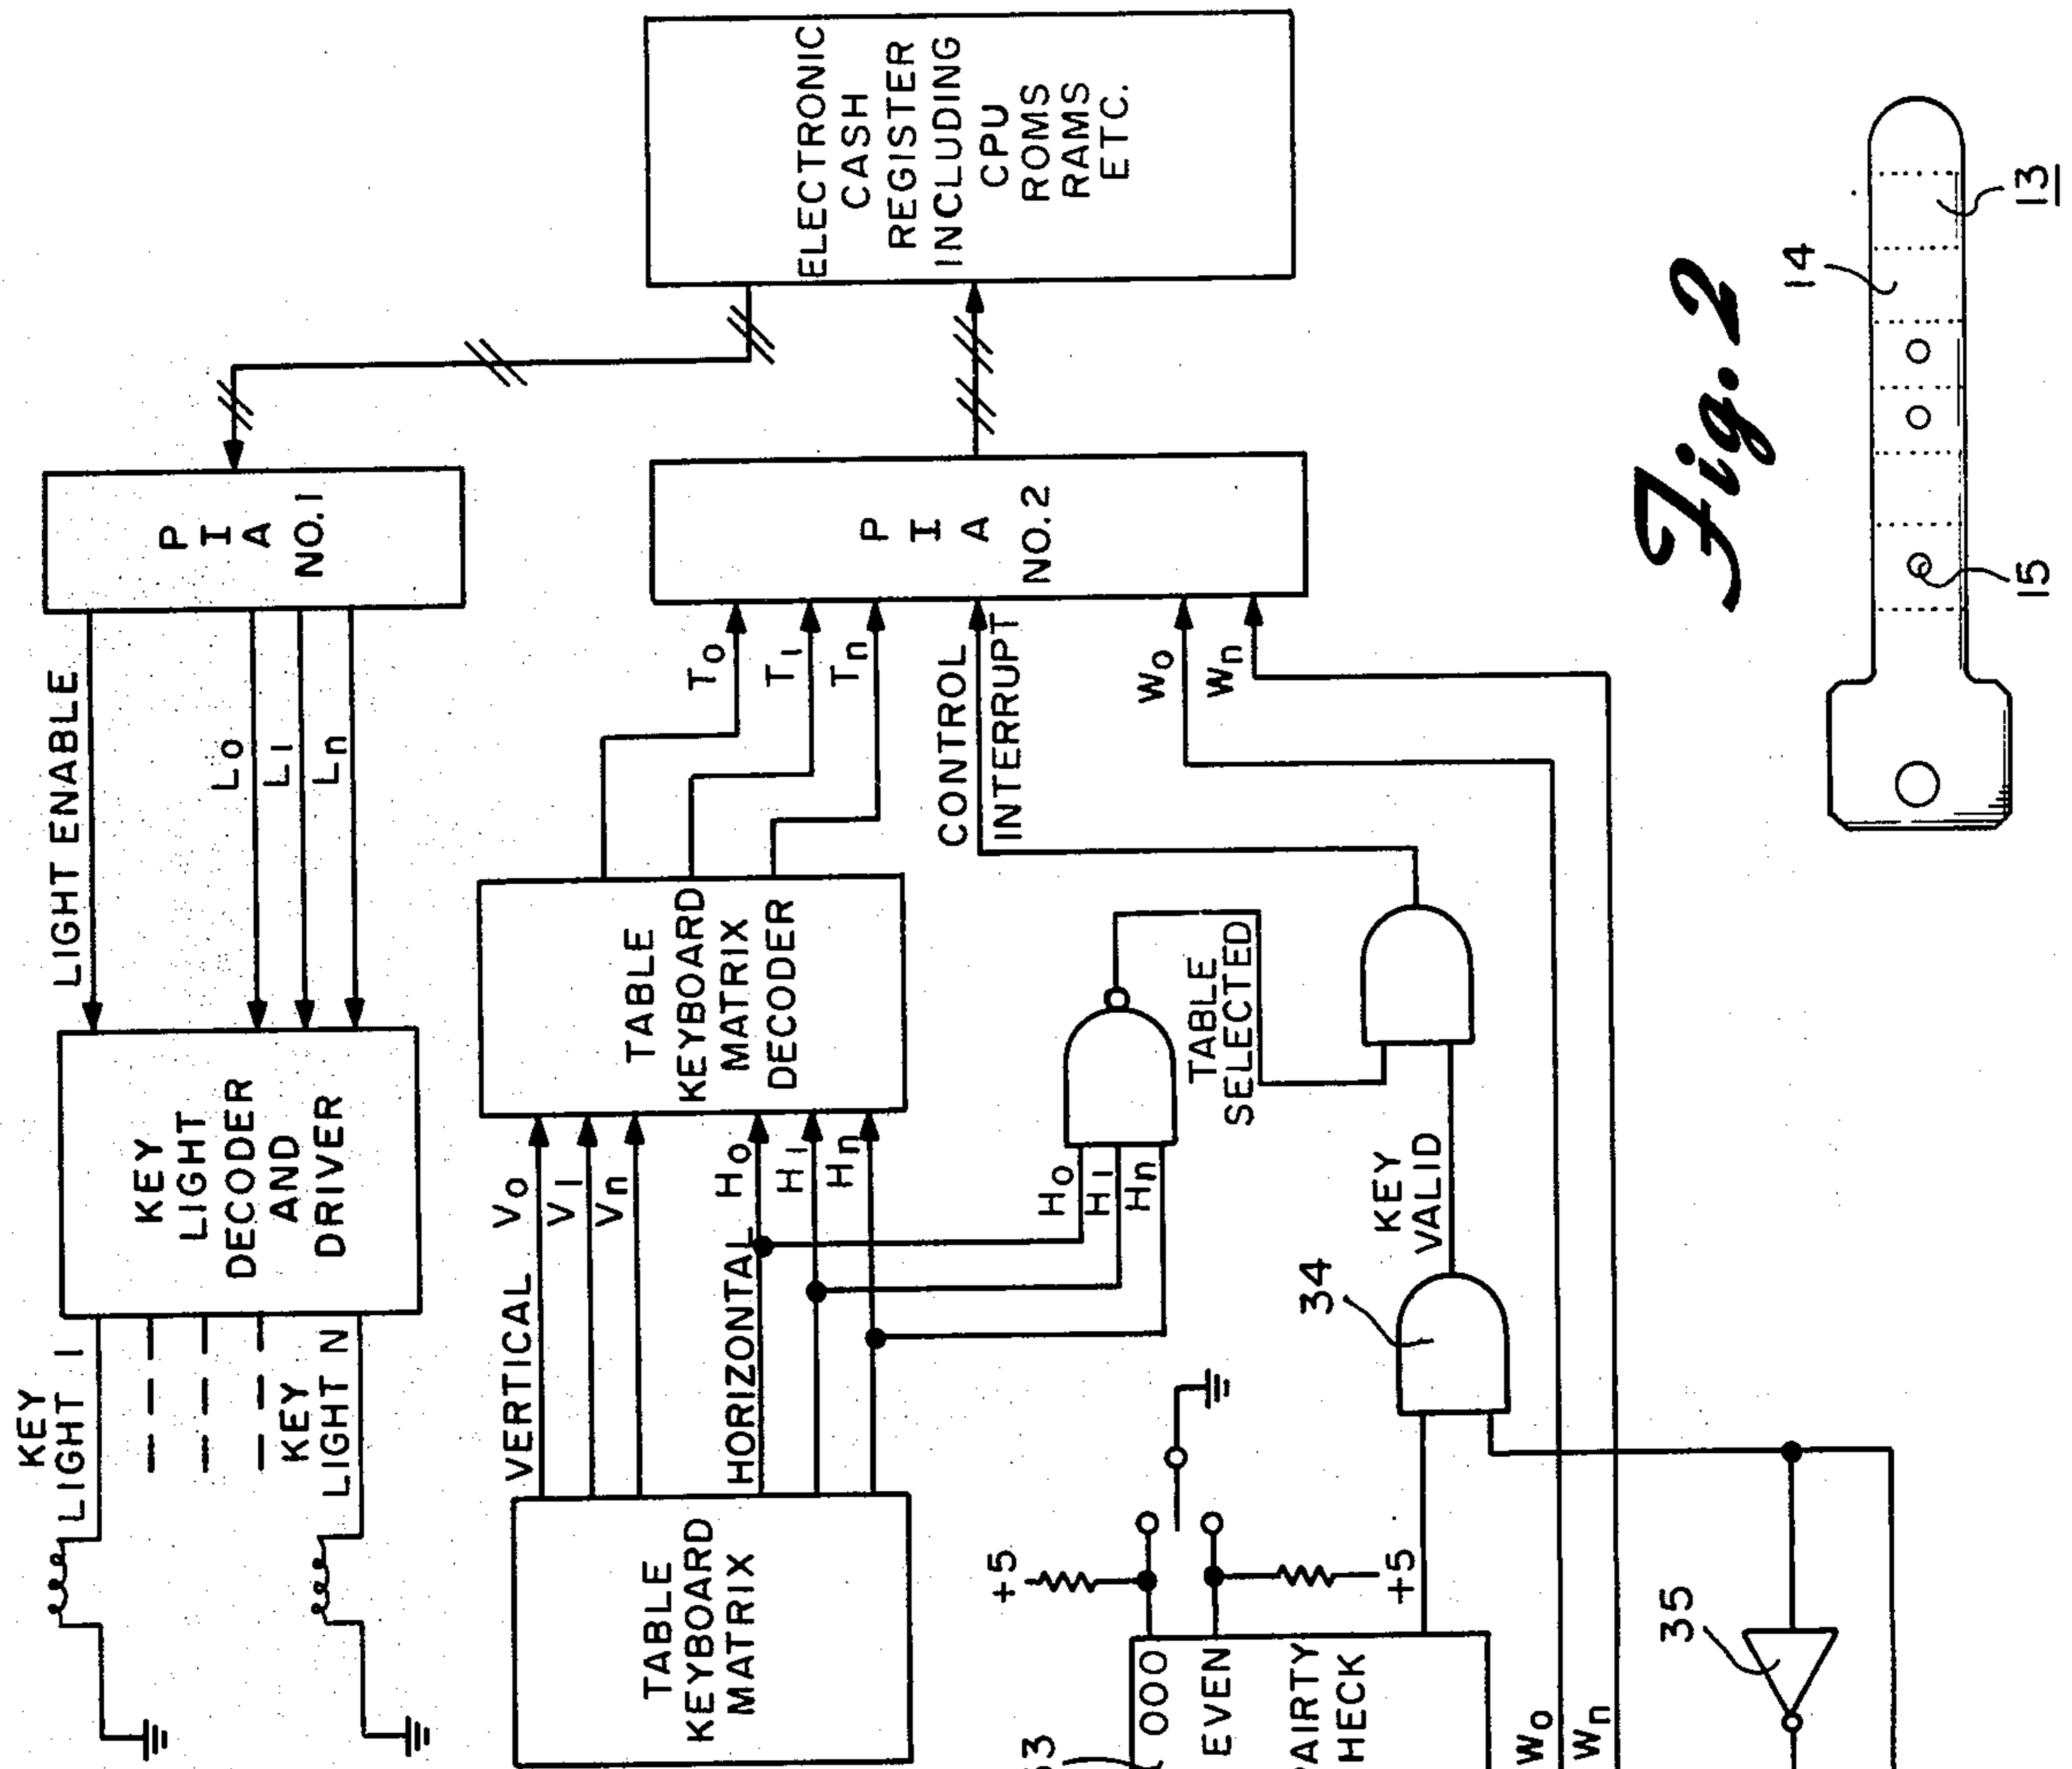 KEY
LIGHT 1
KEY
LIGHT N
KEY
LIGHT
DECODER
AND
DRIVER
LIGHT ENABLE
L0
L1
Ln
P
I
A
NO.1
TABLE
KEYBOARD
MATRIX
VERTICAL
V0
V1
Vn
HORIZONTAL
H0
H1
Hn
TABLE
KEYBOARD
MATRIX
DECODER
T0
T1
Tn
P
I
A
NO.2
ELECTRONIC
CASH
REGISTER
INCLUDING
CPU
ROMS
RAMS
ETC.
CONTROL
INTERRUPT
W0
Wn
H0
H1
Hn
TABLE
SELECTED
KEY
VALID
34
+5
+5
ODD
EVEN
AIRTY
HECK
3
W0
Wn
35
Fig. 2
14
13
15